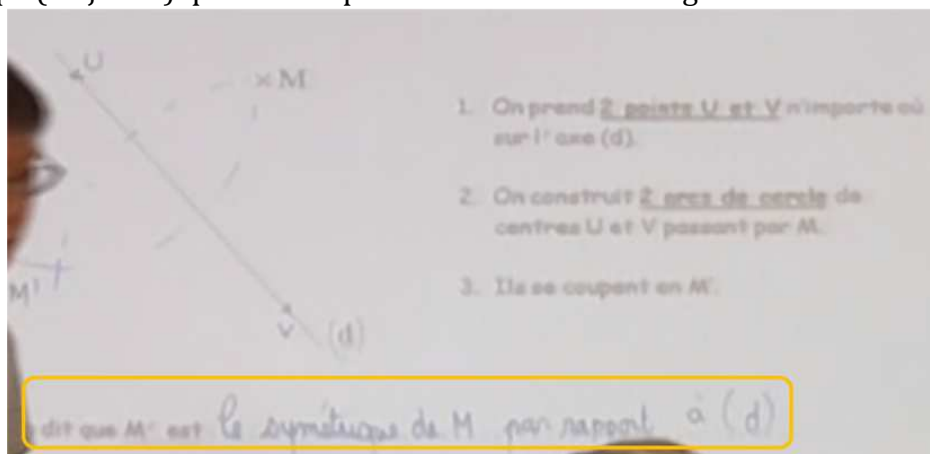 U
× M
1. On prend 2 points U et V n'importe où
sur l'axe (d).
2. On construit 2 arcs de cercle de
centres U et V passant par M.
3. Ils se coupent en M'.
M'
V
(d)
dit que M' est le symétrique de M par rapport à (d)